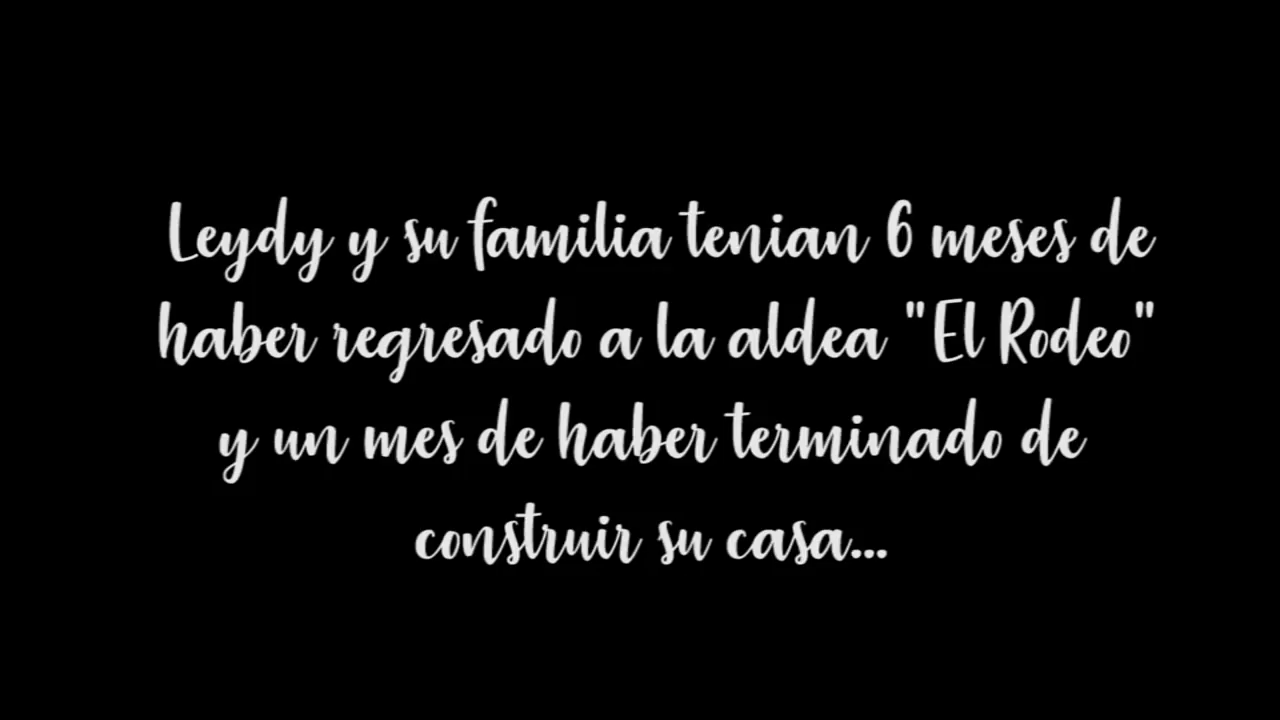 Leydy y su familia tenian 6 meses de
haber regresado a la aldea "El Rodeo"
y un mes de haber terminado de
construir su casa...